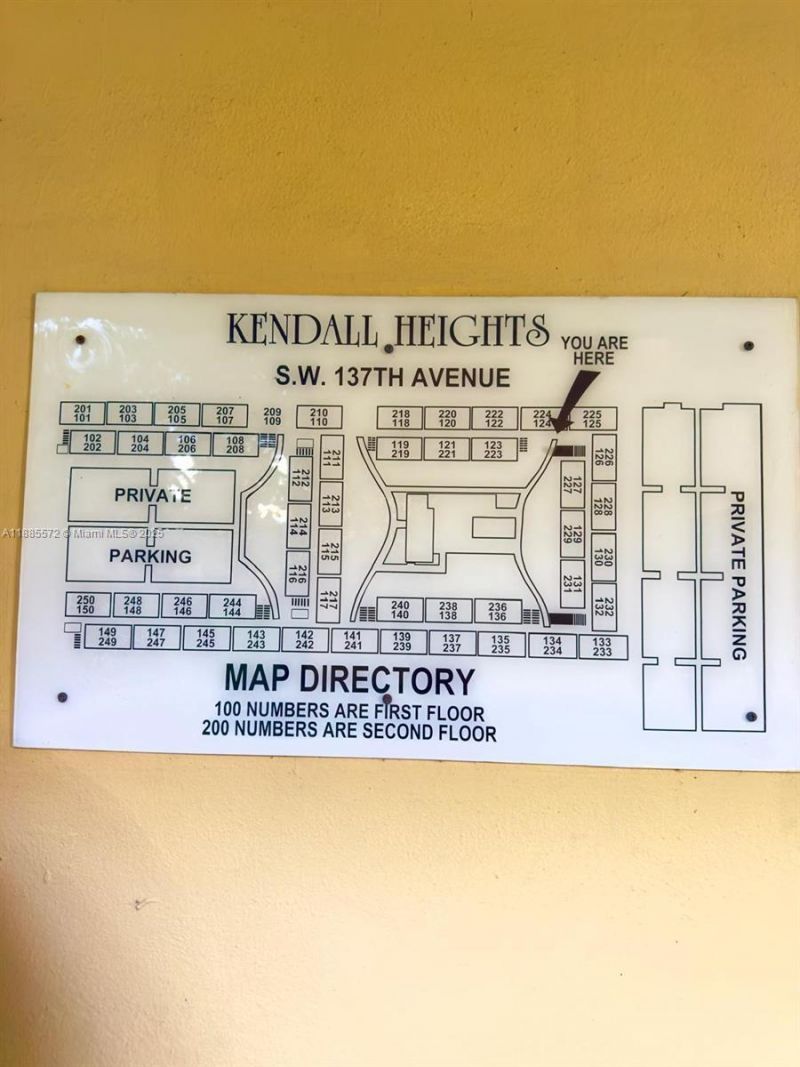 KENDALL HEIGHTS
YOU ARE
HERE
S.W. 137TH AVENUE
201 203 205 207 209 210 218 220 222 224 225
101 103 105 107 109 110 118 120 122 124 125
102 104 106 108 119 121 123
202 204 206 208 219 221 223
211
111
212
112
213
113
214
114
215
115
216
116
217
117
226
126
127
227
228
128
129
229
230
130
131
231
232
132
PRIVATE
PARKING
PRIVATE PARKING
A11885572 © Miami MLS® 2025
250 248 246 244 240 238 236
150 148 146 144 140 138 136
149 147 145 143 142 141 139 137 135 134 133
249 247 245 243 242 241 239 237 235 234 233
MAP DIRECTORY
100 NUMBERS ARE FIRST FLOOR
200 NUMBERS ARE SECOND FLOOR